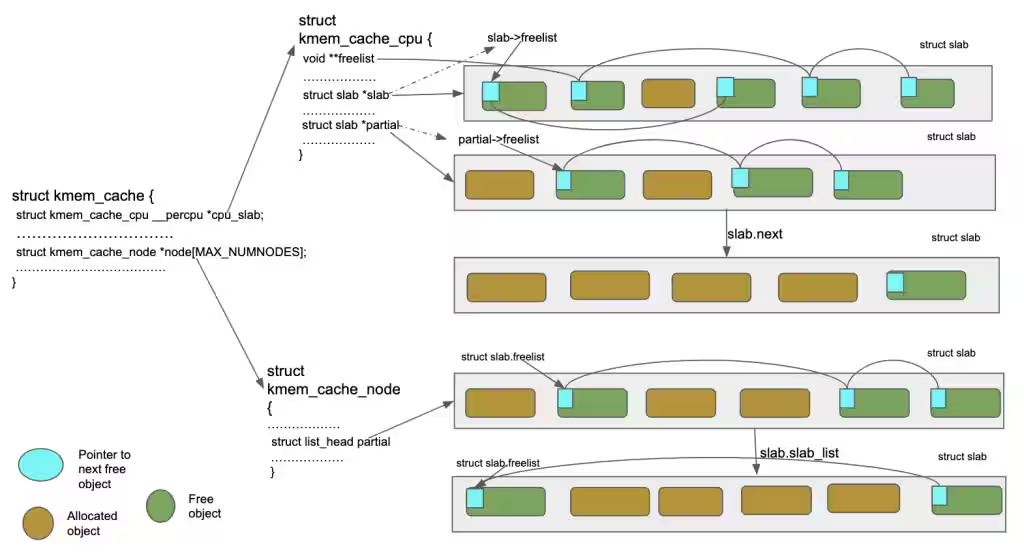 struct
kmem_cache_cpu {
void **freelist
....................
struct slab *slab
....................
struct slab *partial
....................
}
slab->freelist
struct slab
partial->freelist
struct slab
slab.next
struct slab
struct kmem_cache {
struct kmem_cache_cpu __percpu *cpu_slab;
................................
struct kmem_cache_node *node[MAX_NUMNODES];
.....................................
}
struct
kmem_cache_node
{
....................
struct list_head partial
....................
}
struct slab.freelist
struct slab
slab.slab_list
struct slab.freelist
struct slab
Pointer to
next free
object
Free
object
Allocated
object